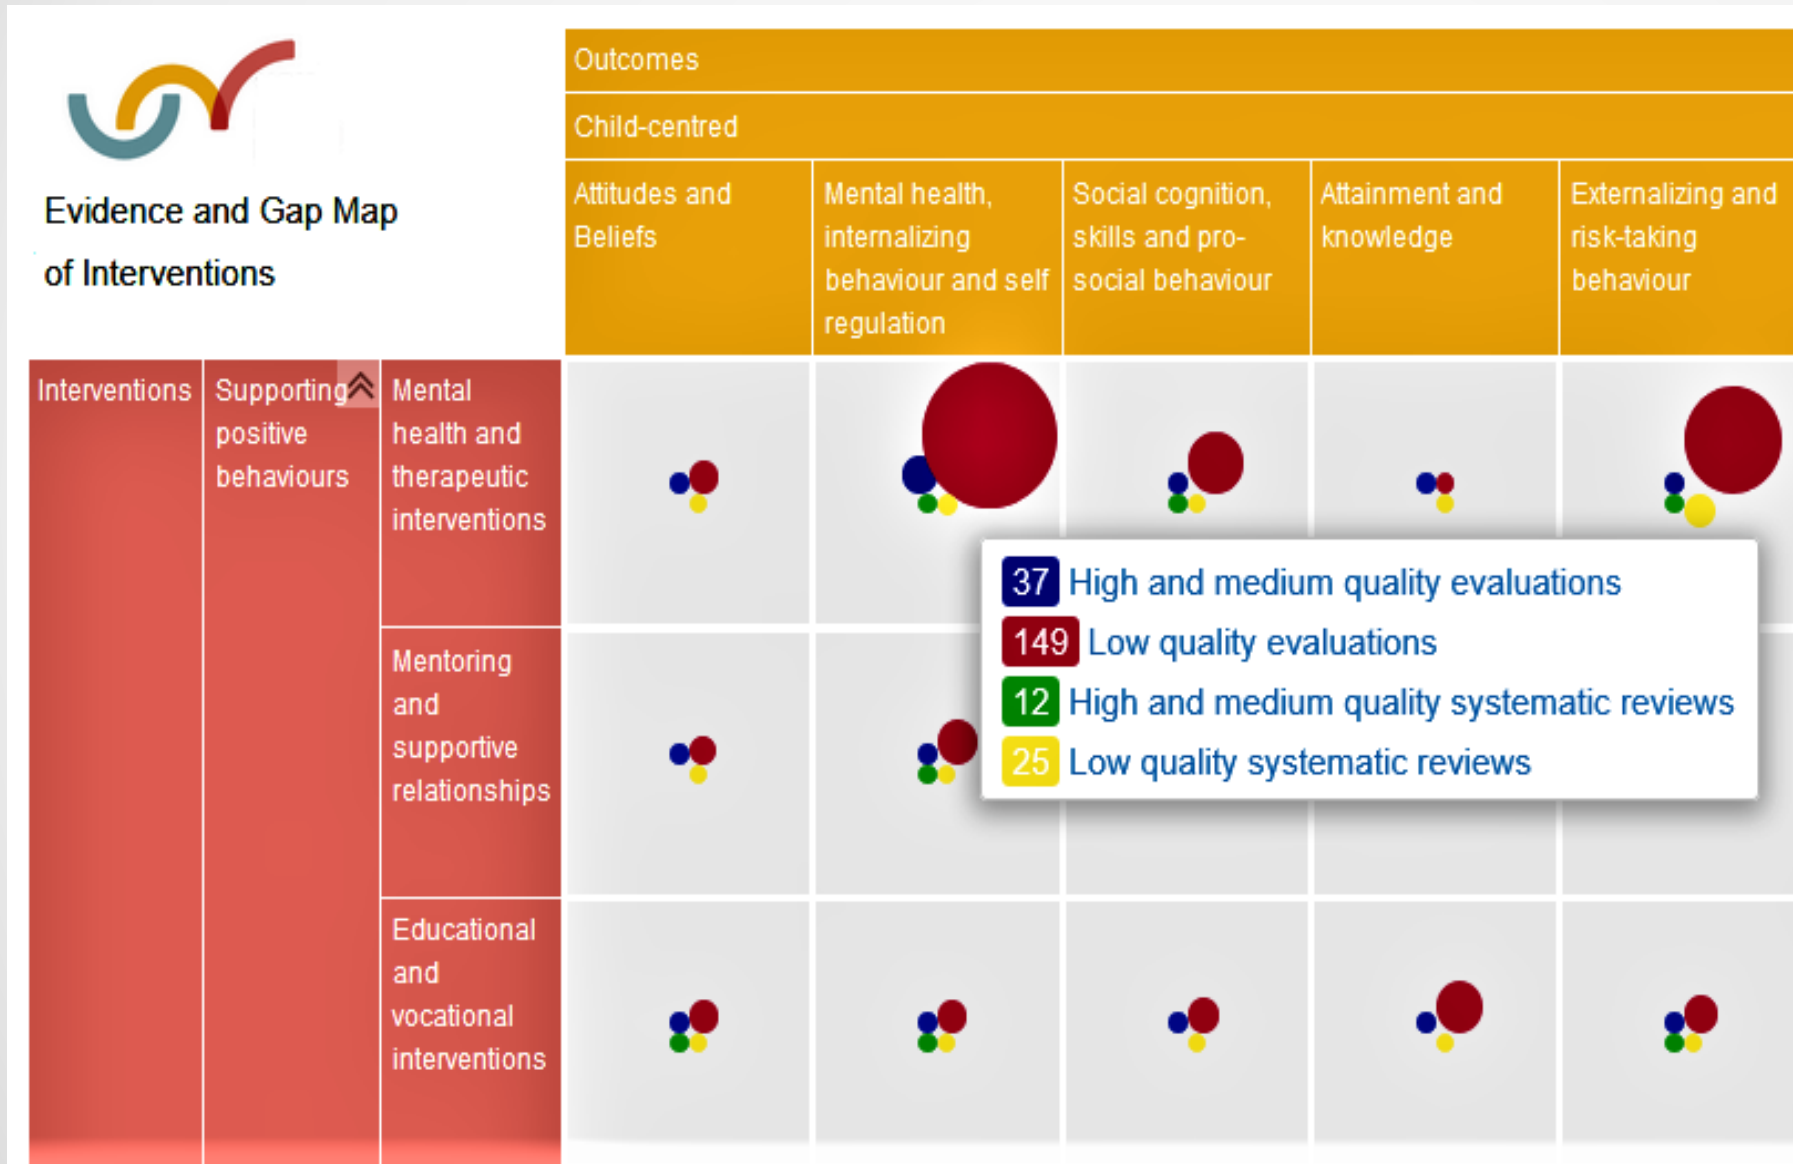 Evidence and Gap Map
of Interventions
Outcomes
Child-centred
Attitudes and
Beliefs
Mental health,
internalizing
behaviour and self
regulation
Social cognition,
skills and pro-
social behaviour
Attainment and
knowledge
Externalizing and
risk-taking
behaviour
Interventions
Supporting
positive
behaviours
Mental
health and
therapeutic
interventions
37 High and medium quality evaluations
149 Low quality evaluations
12 High and medium quality systematic reviews
25 Low quality systematic reviews
Mentoring
and
supportive
relationships
Educational
and
vocational
interventions